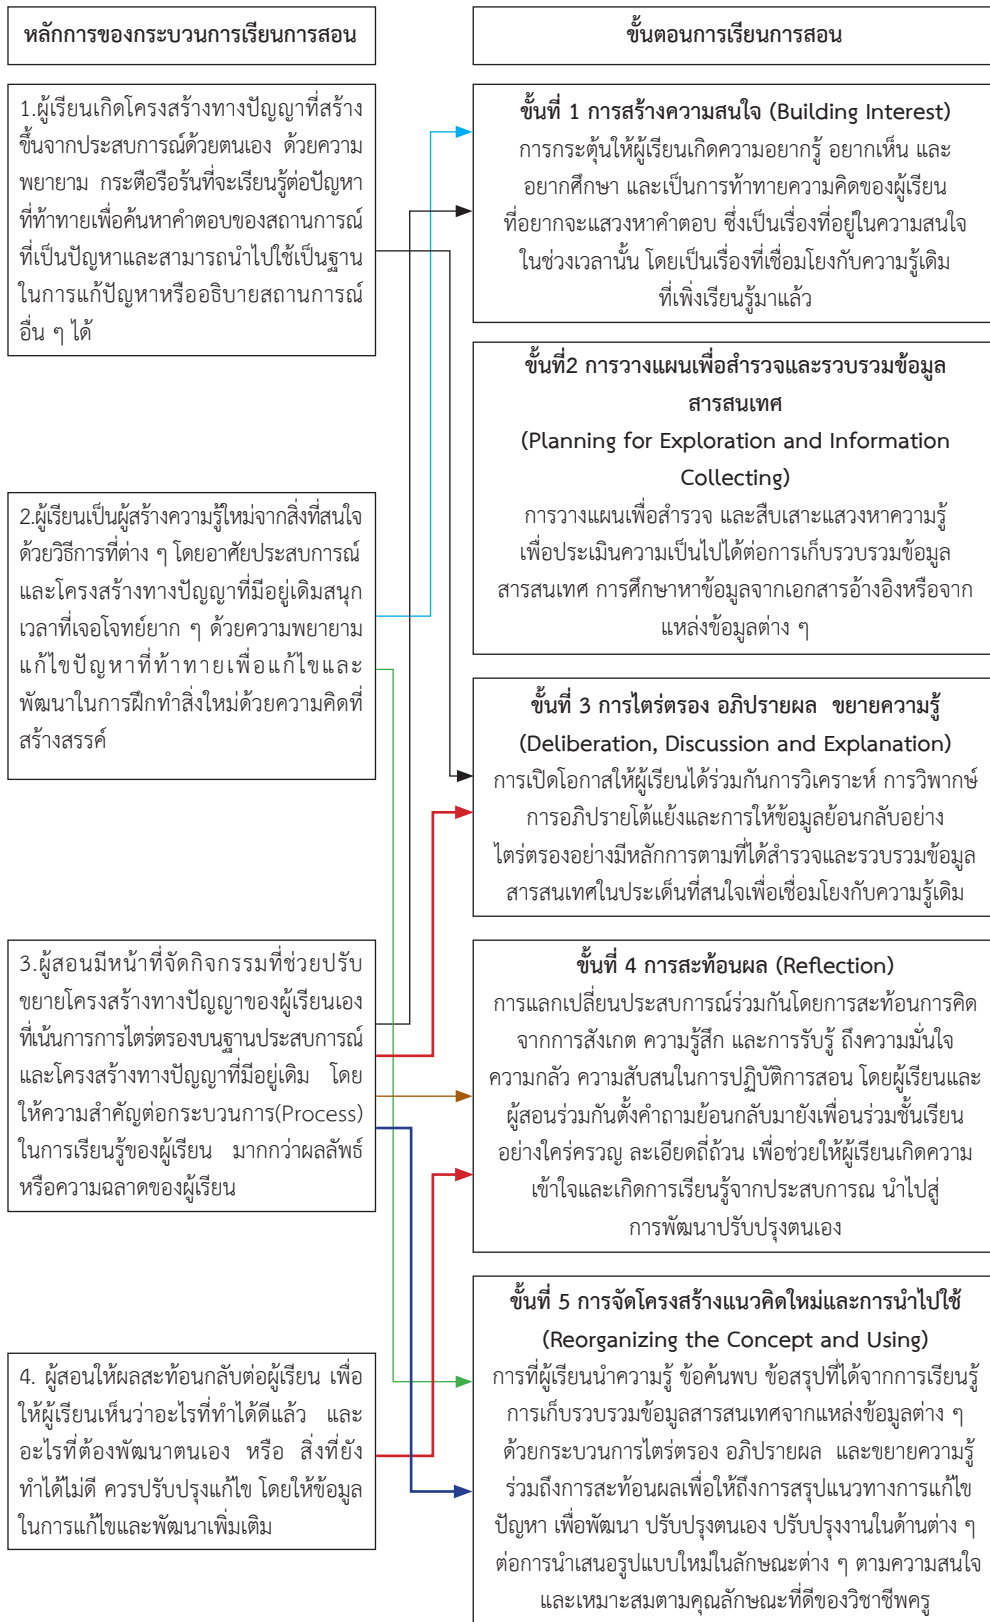 หลักการของกระบวนการเรียนการสอน
1.ผู้เรียนเกิดโครงสร้างทางปัญญาที่สร้าง
ขึ้นจากประสบการณ์ด้วยตนเอง ด้วยความ
พยายาม กระตือรือร้นที่จะเรียนรู้ต่อปัญหา
ที่ท้าทายเพื่อค้นหาคำตอบของสถานการณ์
ที่เป็นปัญหาและสามารถนำไปใช้เป็นฐาน
ในการแก้ปัญหาหรืออธิบายสถานการณ์
อื่น ๆ ได้
2.ผู้เรียนเป็นผู้สร้างความรู้ใหม่จากสิ่งที่สนใจ
ด้วยวิธีการที่ต่าง ๆ โดยอาศัยประสบการณ์
และโครงสร้างทางปัญญาที่มีอยู่เดิมสนุก
เวลาที่เจอโจทย์ยาก ๆ ด้วยความพยายาม
แก้ไขปัญหาที่ท้าทายเพื่อแก้ไขและ
พัฒนาในการฝึกทำสิ่งใหม่ด้วยความคิดที่
สร้างสรรค์
3.ผู้สอนมีหน้าที่จัดกิจกรรมที่ช่วยปรับ
ขยายโครงสร้างทางปัญญาของผู้เรียนเอง
ที่เน้นการการไตร่ตรองบนฐานประสบการณ์
และโครงสร้างทางปัญญาที่มีอยู่เดิม โดย
ให้ความสำคัญต่อกระบวนการ(Process)
ในการเรียนรู้ของผู้เรียน มากกว่าผลลัพธ์
หรือความฉลาดของผู้เรียน
4. ผู้สอนให้ผลสะท้อนกลับต่อผู้เรียน เพื่อ
ให้ผู้เรียนเห็นว่าอะไรที่ทำได้ดีแล้ว และ
อะไรที่ต้องพัฒนาตนเอง หรือ สิ่งที่ยัง
ทำได้ไม่ดี ควรปรับปรุงแก้ไข โดยให้ข้อมูล
ในการแก้ไขและพัฒนาเพิ่มเติม
ขั้นตอนการเรียนการสอน
ขั้นที่ 1 การสร้างความสนใจ (Building Interest)
การกระตุ้นให้ผู้เรียนเกิดความอยากรู้ อยากเห็น และ
อยากศึกษา และเป็นการท้าทายความคิดของผู้เรียน
ที่อยากจะแสวงหาคำตอบ ซึ่งเป็นเรื่องที่อยู่ในความสนใจ
ในช่วงเวลานั้น โดยเป็นเรื่องที่เชื่อมโยงกับความรู้เดิม
ที่เพิ่งเรียนรู้มาแล้ว
ขั้นที่2 การวางแผนเพื่อสำรวจและรวบรวมข้อมูล
สารสนเทศ
(Planning for Exploration and Information
Collecting)
การวางแผนเพื่อสำรวจ และสืบเสาะแสวงหาความรู้
เพื่อประเมินความเป็นไปได้ต่อการเก็บรวบรวมข้อมูล
สารสนเทศ การศึกษาหาข้อมูลจากเอกสารอ้างอิงหรือจาก
แหล่งข้อมูลต่าง ๆ
ขั้นที่ 3 การไตร่ตรอง อภิปรายผล ขยายความรู้
(Deliberation, Discussion and Explanation)
การเปิดโอกาสให้ผู้เรียนได้ร่วมกันการวิเคราะห์ การวิพากษ์
การอภิปรายโต้แย้งและการให้ข้อมูลย้อนกลับอย่าง
ไตร่ตรองอย่างมีหลักการตามที่ได้สำรวจและรวบรวมข้อมูล
สารสนเทศในประเด็นที่สนใจเพื่อเชื่อมโยงกับความรู้เดิม
ขั้นที่ 4 การสะท้อนผล (Reflection)
การแลกเปลี่ยนประสบการณ์ร่วมกันโดยการสะท้อนการคิด
จากการสังเกต ความรู้สึก และการรับรู้ ถึงความมั่นใจ
ความกลัว ความสับสนในการปฏิบัติการสอน โดยผู้เรียนและ
ผู้สอนร่วมกันตั้งคำถามย้อนกลับมายังเพื่อนร่วมชั้นเรียน
อย่างใคร่ครวญ ละเอียดถี่ถ้วน เพื่อช่วยให้ผู้เรียนเกิดความ
เข้าใจและเกิดการเรียนรู้จากประสบการณ นำไปสู่
การพัฒนาปรับปรุงตนเอง
ขั้นที่ 5 การจัดโครงสร้างแนวคิดใหม่และการนำไปใช้
(Reorganizing the Concept and Using)
การที่ผู้เรียนนำความรู้ ข้อค้นพบ ข้อสรุปที่ได้จากการเรียนรู้
การเก็บรวบรวมข้อมูลสารสนเทศจากแหล่งข้อมูลต่าง ๆ
ด้วยกระบวนการไตร่ตรอง อภิปรายผล และขยายความรู้
ร่วมถึงการสะท้อนผลเพื่อให้ถึงการสรุปแนวทางการแก้ไข
ปัญหา เพื่อพัฒนา ปรับปรุงตนเอง ปรับปรุงงานในด้านต่าง ๆ
ต่อการนำเสนอรูปแบบใหม่ในลักษณะต่าง ๆ ตามความสนใจ
และเหมาะสมตามคุณลักษณะที่ดีของวิชาชีพครู